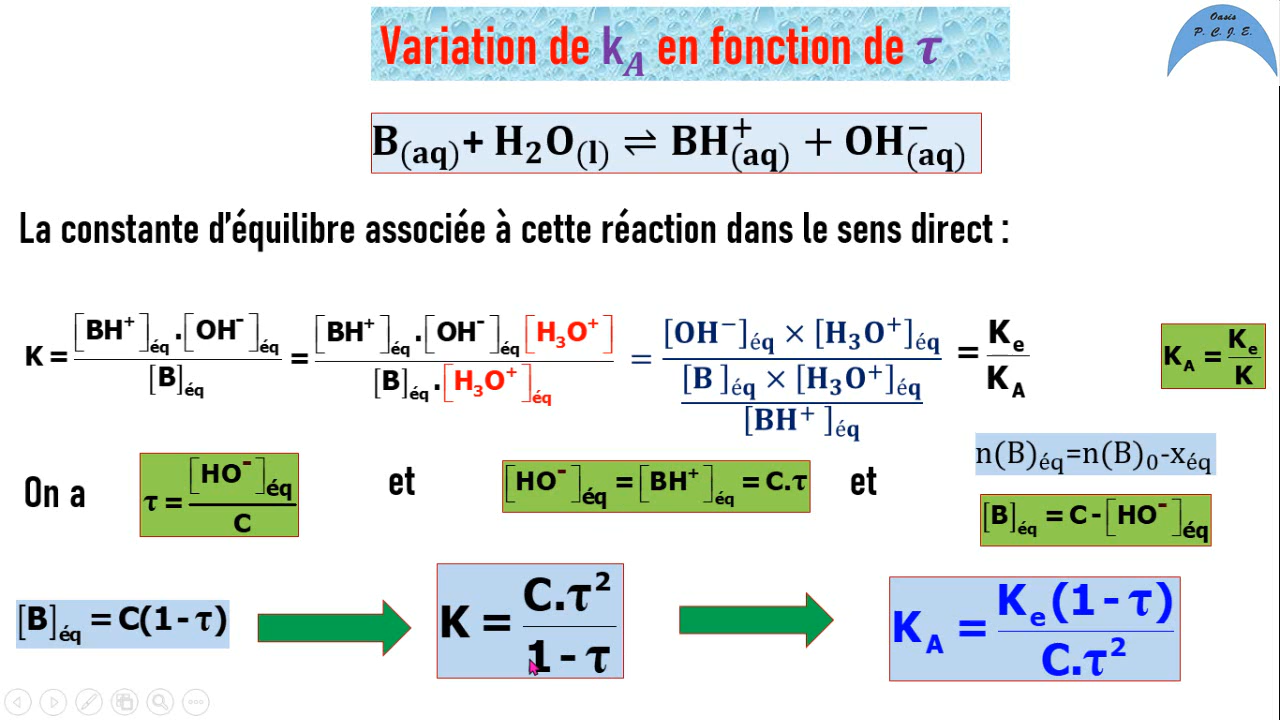 Variation de k_A en fonction de τ
Oasis
P. C. J. E.
B(aq)+ H₂O(l) ⇌ BH⁺(aq) + OH⁻(aq)
La constante d'équilibre associée à cette réaction dans le sens direct :
K = [BH⁺]éq.[OH⁻]éq / [B]éq = [BH⁺]éq.[OH⁻]éq[H₃O⁺] / [B]éq.[H₃O⁺]éq = [OH⁻]éq × [H₃O⁺]éq / ([B ]éq × [H₃O⁺]éq / [BH⁺ ]éq) = Ke / K_A
K_A = Ke / K
On a
τ = [HO⁻]éq / C
et
[HO⁻]éq = [BH⁺]éq = C.τ
et
n(B)éq=n(B)₀-xéq
[B]éq = C - [HO⁻]éq
[B]éq = C(1 - τ)
K = C.τ² / 1 - τ
K_A = Ke(1 - τ) / C.τ²